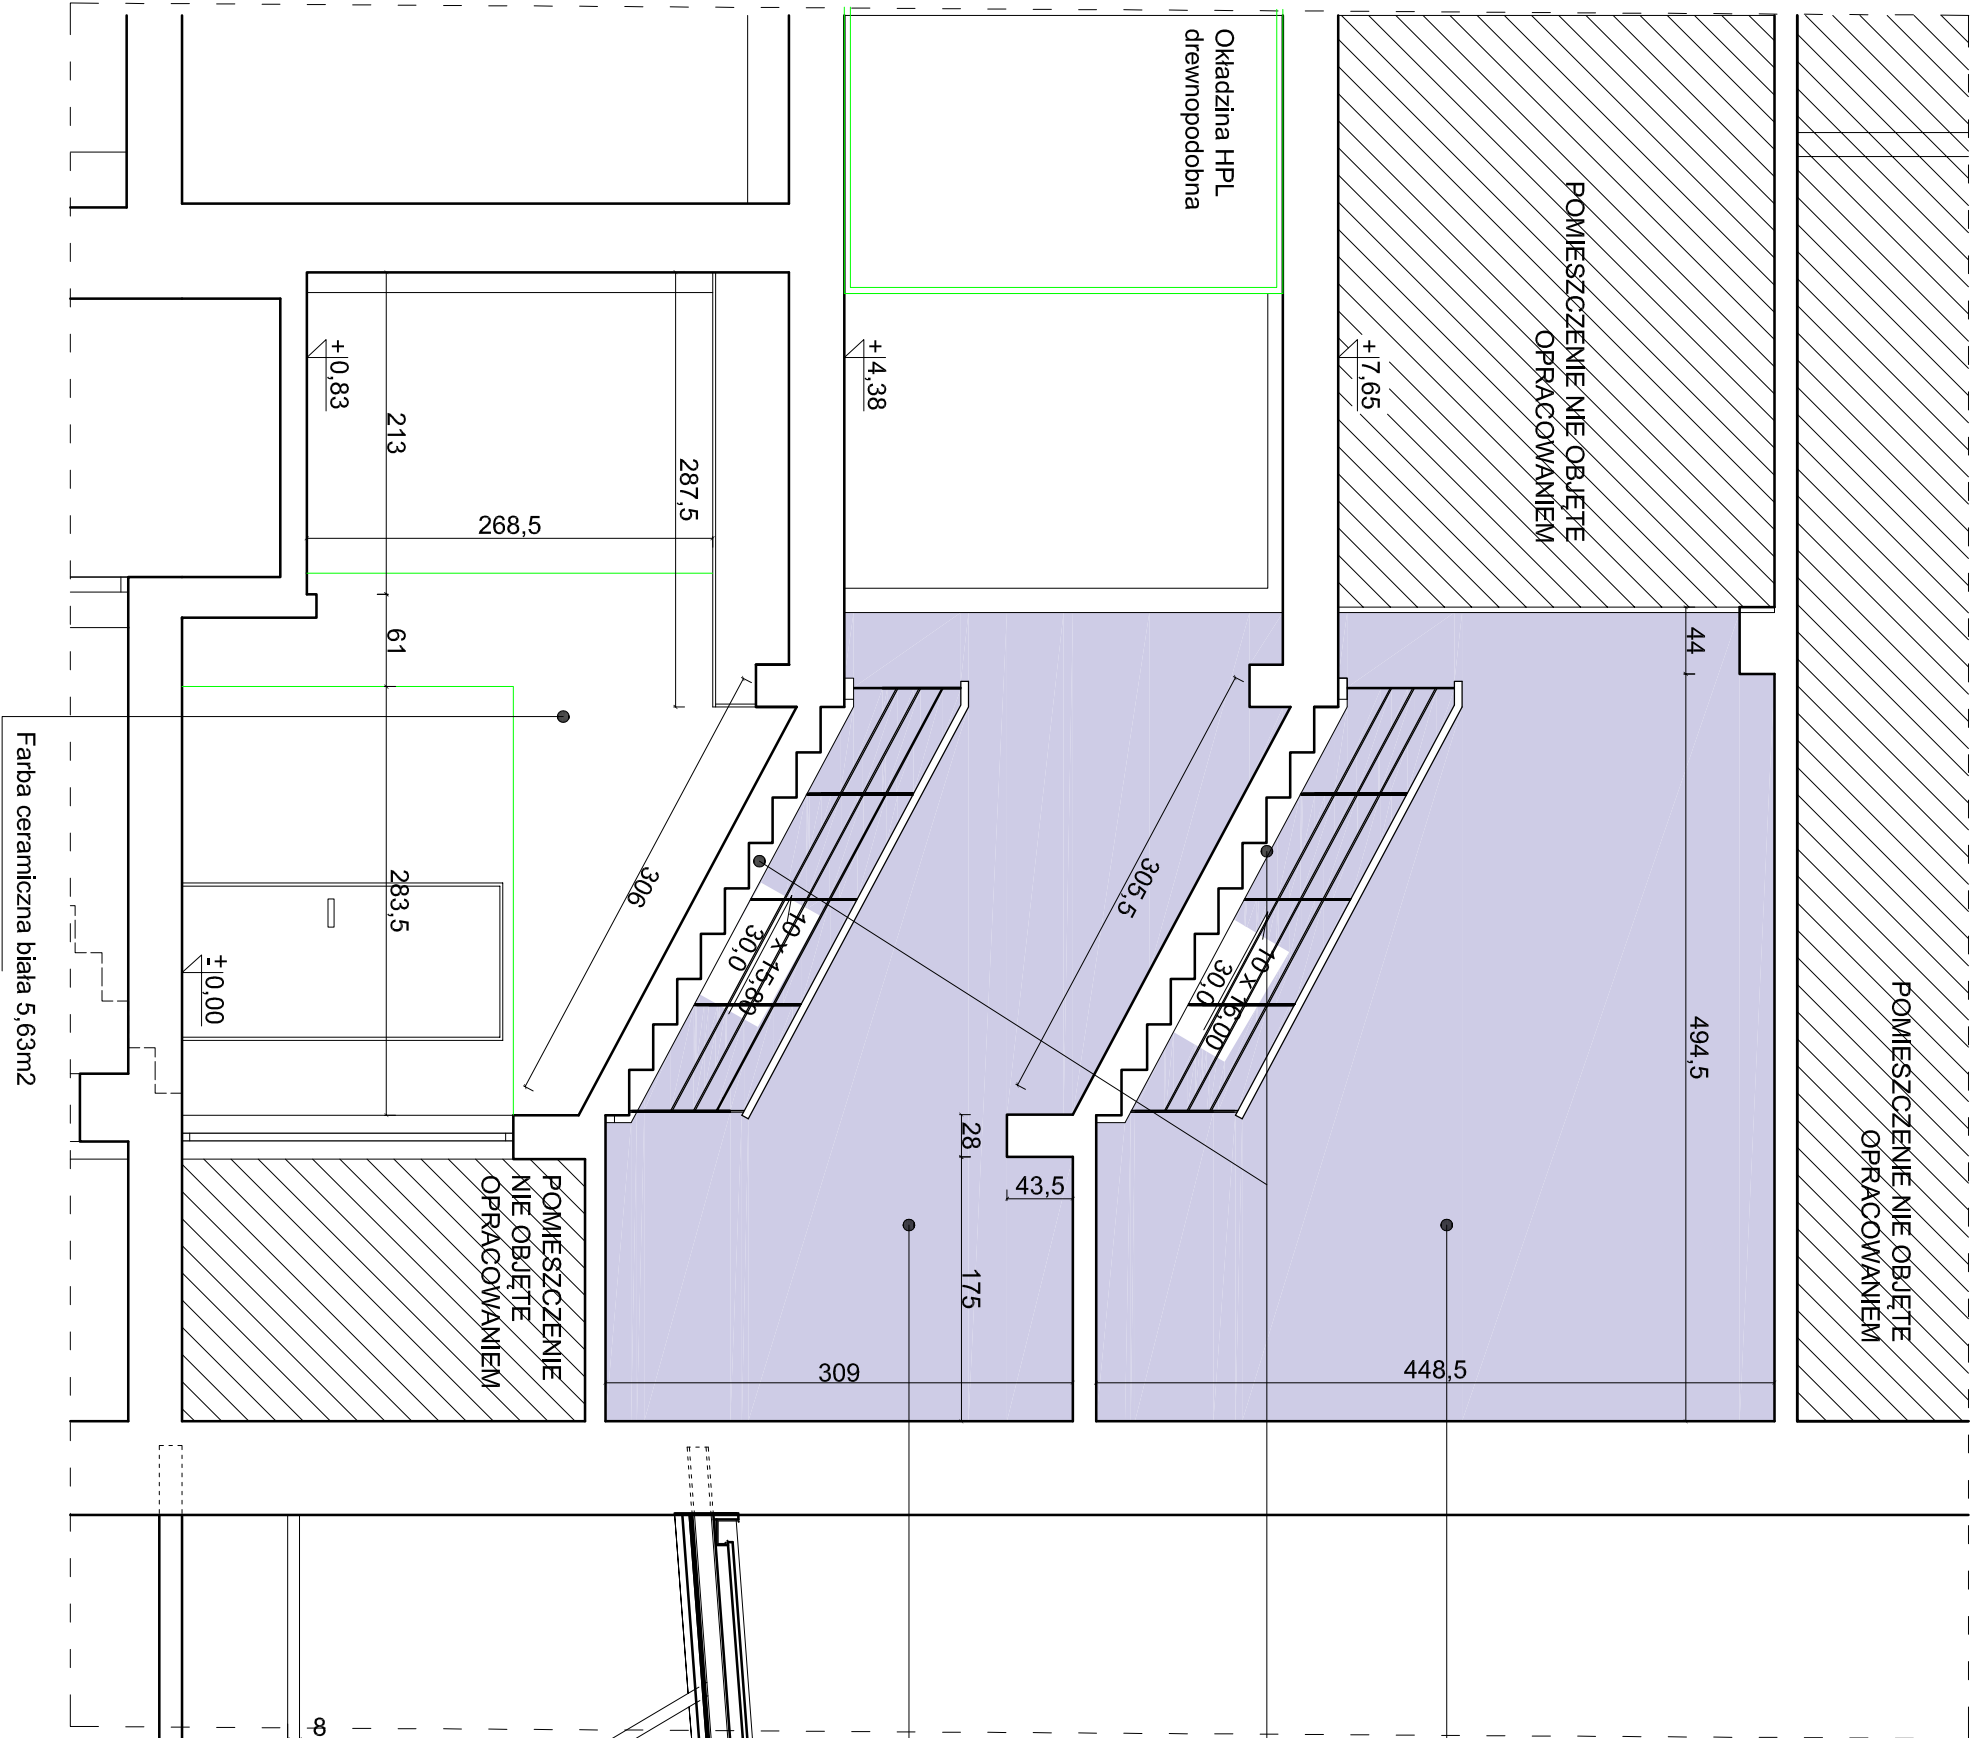 Okładzina HPL
drewnopodobna
POMIESZCZENIE NIE OBJĘTE
OPRACOWANIEM
POMIESZCZENIE NIE OBJĘTE
OPRACOWANIEM
+7,65
+4,38
+0,83
213
287,5
268,5
61
44
494,5
305,5
306
10 x 16,00
30,0
10 x 15,80
30,0
283,5
±0,00
28
43,5
175
309
448,5
POMIESZCZENIE
NIE OBJĘTE
OPRACOWANIEM
Farba ceramiczna biała 5,63m2
8